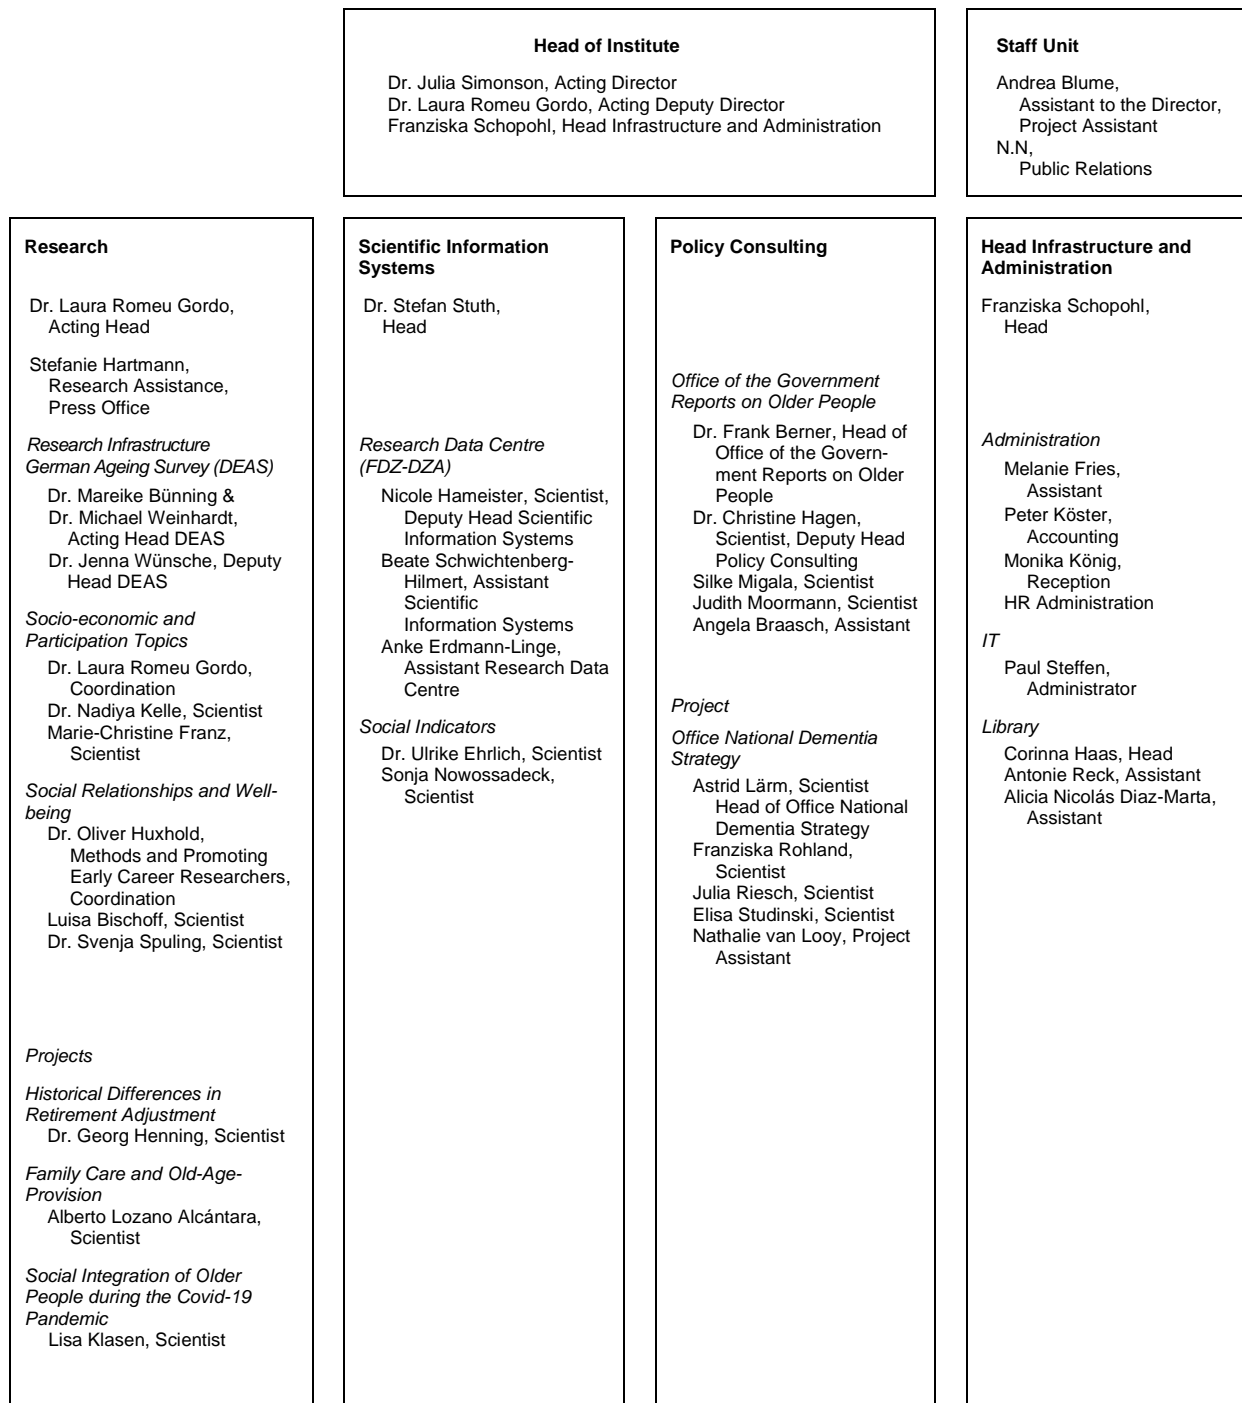 Head of Institute
Dr. Julia Simonson, Acting Director
Dr. Laura Romeu Gordo, Acting Deputy Director
Franziska Schopohl, Head Infrastructure and Administration
Staff Unit
Andrea Blume,
Assistant to the Director,
Project Assistant
N.N,
Public Relations
Research
Dr. Laura Romeu Gordo,
Acting Head
Stefanie Hartmann,
Research Assistance,
Press Office
Research Infrastructure
German Ageing Survey (DEAS)
Dr. Mareike Bünning &
Dr. Michael Weinhardt,
Acting Head DEAS
Dr. Jenna Wünsche, Deputy
Head DEAS
Socio-economic and
Participation Topics
Dr. Laura Romeu Gordo,
Coordination
Dr. Nadiya Kelle, Scientist
Marie-Christine Franz,
Scientist
Social Relationships and Well-
being
Dr. Oliver Huxhold,
Methods and Promoting
Early Career Researchers,
Coordination
Luisa Bischoff, Scientist
Dr. Svenja Spuling, Scientist
Projects
Historical Differences in
Retirement Adjustment
Dr. Georg Henning, Scientist
Family Care and Old-Age-
Provision
Alberto Lozano Alcántara,
Scientist
Social Integration of Older
People during the Covid-19
Pandemic
Lisa Klasen, Scientist
Scientific Information
Systems
Dr. Stefan Stuth,
Head
Research Data Centre
(FDZ-DZA)
Nicole Hameister, Scientist,
Deputy Head Scientific
Information Systems
Beate Schwichtenberg-
Hilmert, Assistant
Scientific
Information Systems
Anke Erdmann-Linge,
Assistant Research Data
Centre
Social Indicators
Dr. Ulrike Ehrlich, Scientist
Sonja Nowossadeck,
Scientist
Policy Consulting
Office of the Government
Reports on Older People
Dr. Frank Berner, Head of
Office of the Govern-
ment Reports on Older
People
Dr. Christine Hagen,
Scientist, Deputy Head
Policy Consulting
Silke Migala, Scientist
Judith Moormann, Scientist
Angela Braasch, Assistant
Project
Office National Dementia
Strategy
Astrid Lärm, Scientist
Head of Office National
Dementia Strategy
Franziska Rohland,
Scientist
Julia Riesch, Scientist
Elisa Studinski, Scientist
Nathalie van Looy, Project
Assistant
Head Infrastructure and
Administration
Franziska Schopohl,
Head
Administration
Melanie Fries,
Assistant
Peter Köster,
Accounting
Monika König,
Reception
HR Administration
IT
Paul Steffen,
Administrator
Library
Corinna Haas, Head
Antonie Reck, Assistant
Alicia Nicolás Diaz-Marta,
Assistant